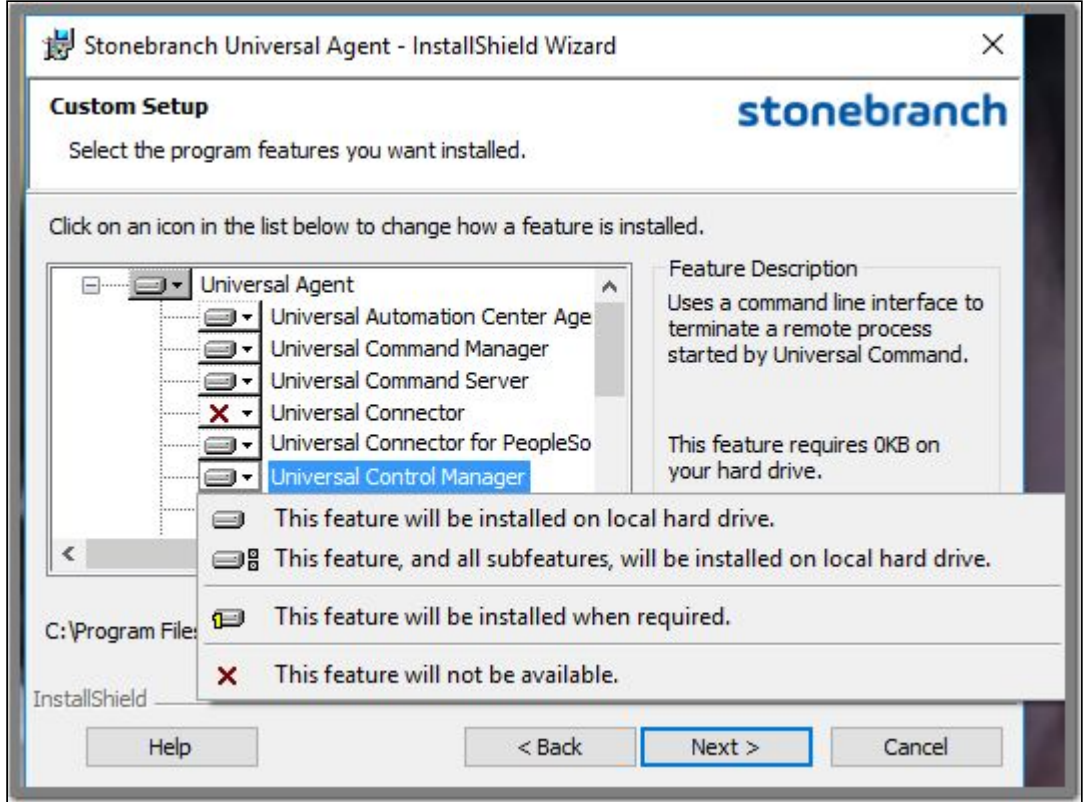 Stonebranch Universal Agent - InstallShield Wizard
Custom Setup
stonebranch
Select the program features you want installed.
Click on an icon in the list below to change how a feature is installed.
Universal Agent
Universal Automation Center Age
Universal Command Manager
Universal Command Server
Universal Connector
Universal Connector for PeopleSo
Universal Control Manager
Feature Description
Uses a command line interface to
terminate a remote process
started by Universal Command.
This feature requires 0KB on
your hard drive.
This feature will be installed on local hard drive.
This feature, and all subfeatures, will be installed on local hard drive.
This feature will be installed when required.
This feature will not be available.
C:\Program Files
InstallShield
Help
< Back
Next >
Cancel